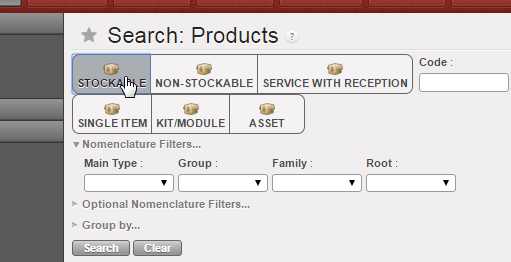 Search: Products ?
STOCKABLE NON-STOCKABLE SERVICE WITH RECEPTION Code :
SINGLE ITEM KIT/MODULE ASSET
Nomenclature Filters...
Main Type : Group : Family : Root :
Optional Nomenclature Filters...
Group by...
Search Clear